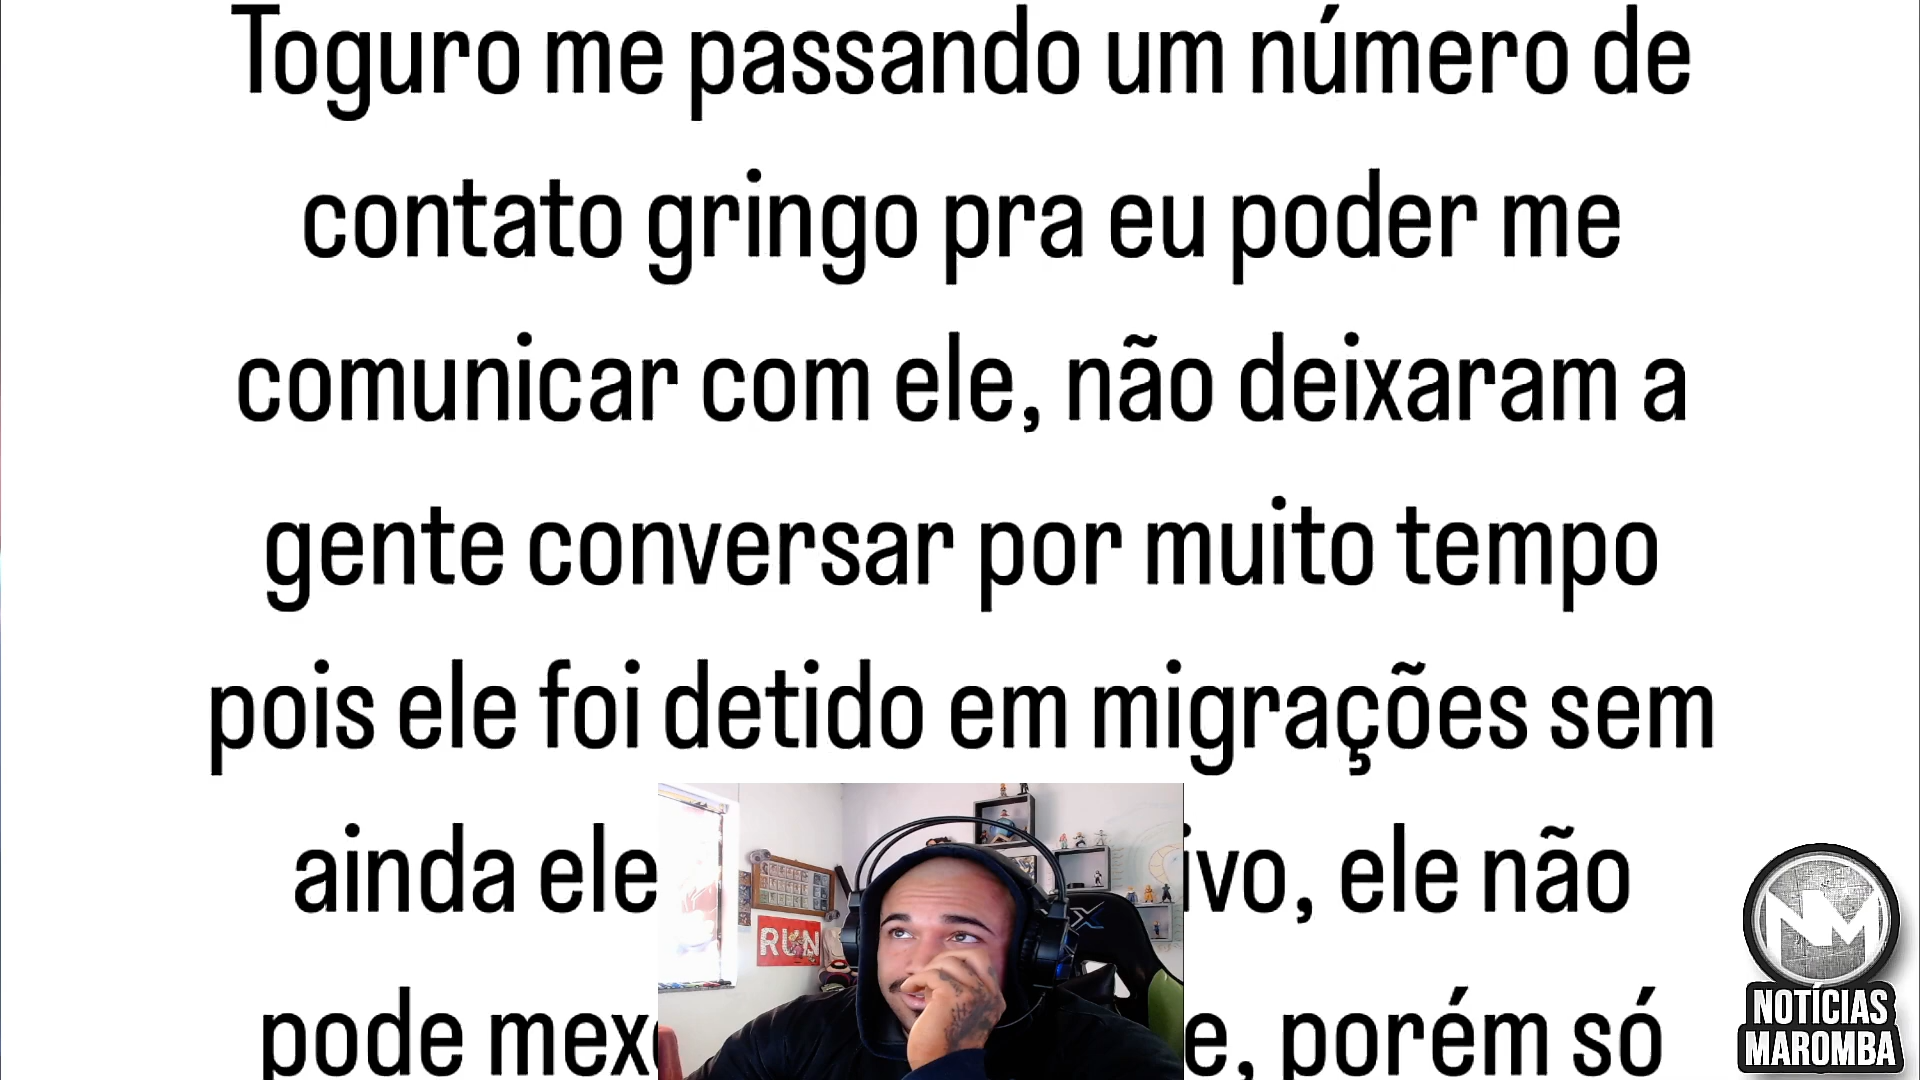 Toguro me passando um número de
contato gringo pra eu poder me
comunicar com ele, não deixaram a
gente conversar por muito tempo
pois ele foi detido em migrações sem
ainda ele ivo, ele não
pode mex e, porém só
RUN
NM
NOTÍCIAS
MAROMBA